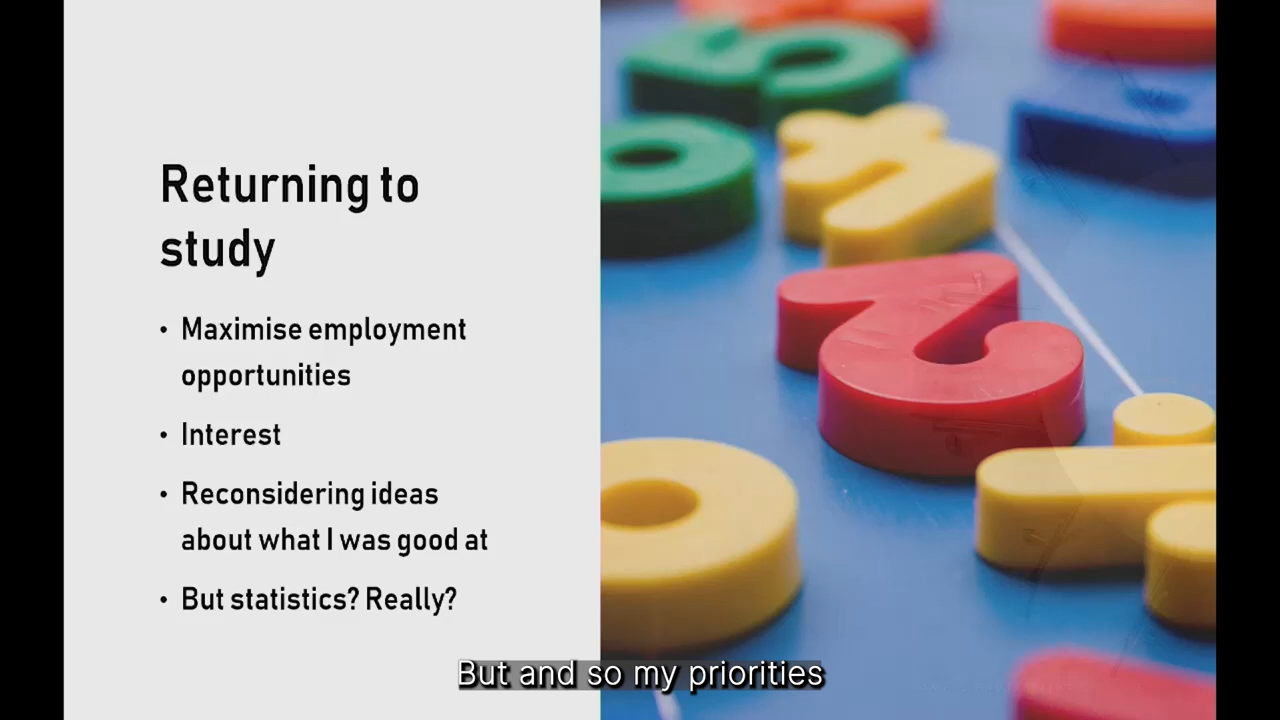 Returning to
study
• Maximise employment
opportunities
• Interest
• Reconsidering ideas
about what I was good at
• But statistics? Really?
But and so my priorities